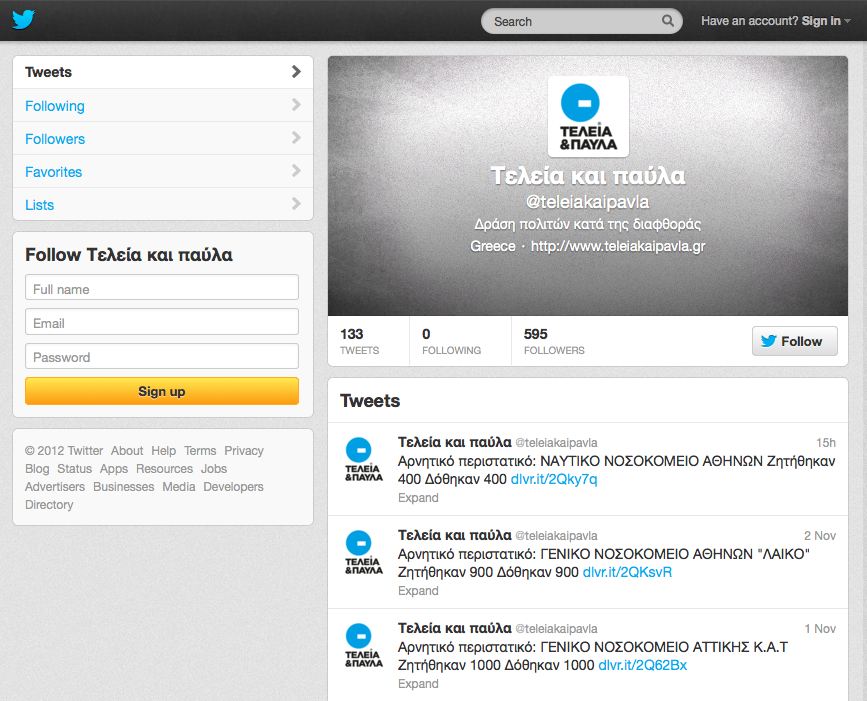 Search
Have an account? Sign in
Tweets
Following
Followers
Favorites
Lists
Follow Τελεία και παύλα
Full name
Email
Password
Sign up
© 2012 Twitter About Help Terms Privacy
Blog Status Apps Resources Jobs
Advertisers Businesses Media Developers
Directory
ΤΕΛΕΙΑ
&ΠΑΥΛΑ
Τελεία και παύλα
@teleiakaipavla
Δράση πολιτών κατά της διαφθοράς
Greece · http://www.teleiakaipavla.gr
133
TWEETS
0
FOLLOWING
595
FOLLOWERS
Follow
Tweets
ΤΕΛΕΙΑ
&ΠΑΥΛΑ
Τελεία και παύλα @teleiakaipavla 15h
Αρνητικό περιστατικό: ΝΑΥΤΙΚΟ ΝΟΣΟΚΟΜΕΙΟ ΑΘΗΝΩΝ Ζητήθηκαν
400 Δόθηκαν 400 dlvr.it/2Qky7q
Expand
ΤΕΛΕΙΑ
&ΠΑΥΛΑ
Τελεία και παύλα @teleiakaipavla 2 Nov
Αρνητικό περιστατικό: ΓΕΝΙΚΟ ΝΟΣΟΚΟΜΕΙΟ ΑΘΗΝΩΝ "ΛΑΙΚΟ"
Ζητήθηκαν 900 Δόθηκαν 900 dlvr.it/2QKsvR
Expand
ΤΕΛΕΙΑ
&ΠΑΥΛΑ
Τελεία και παύλα @teleiakaipavla 1 Nov
Αρνητικό περιστατικό: ΓΕΝΙΚΟ ΝΟΣΟΚΟΜΕΙΟ ΑΤΤΙΚΗΣ Κ.Α.Τ
Ζητήθηκαν 1000 Δόθηκαν 1000 dlvr.it/2Q62Bx
Expand